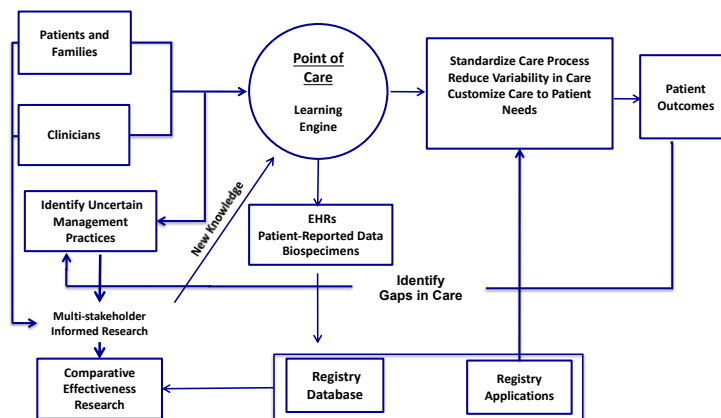 Patients and
Families
Clinicians
Point of
Care
Learning
Engine
Standardize Care Process
Reduce Variability in Care
Customize Care to Patient
Needs
Patient
Outcomes
Identify Uncertain
Management
Practices
New Knowledge
EHRs
Patient-Reported Data
Biospecimens
Identify
Gaps in Care
Multi-stakeholder
Informed Research
Comparative
Effectiveness
Research
Registry
Database
Registry
Applications